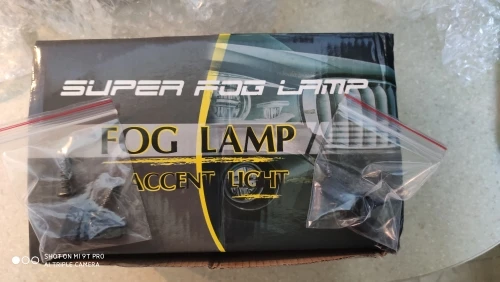 SUPER FOG LAMP
FOG LAMP
ACCENT LIGHT
SHOT ON MI 9T PRO
AI TRIPLE CAMERA